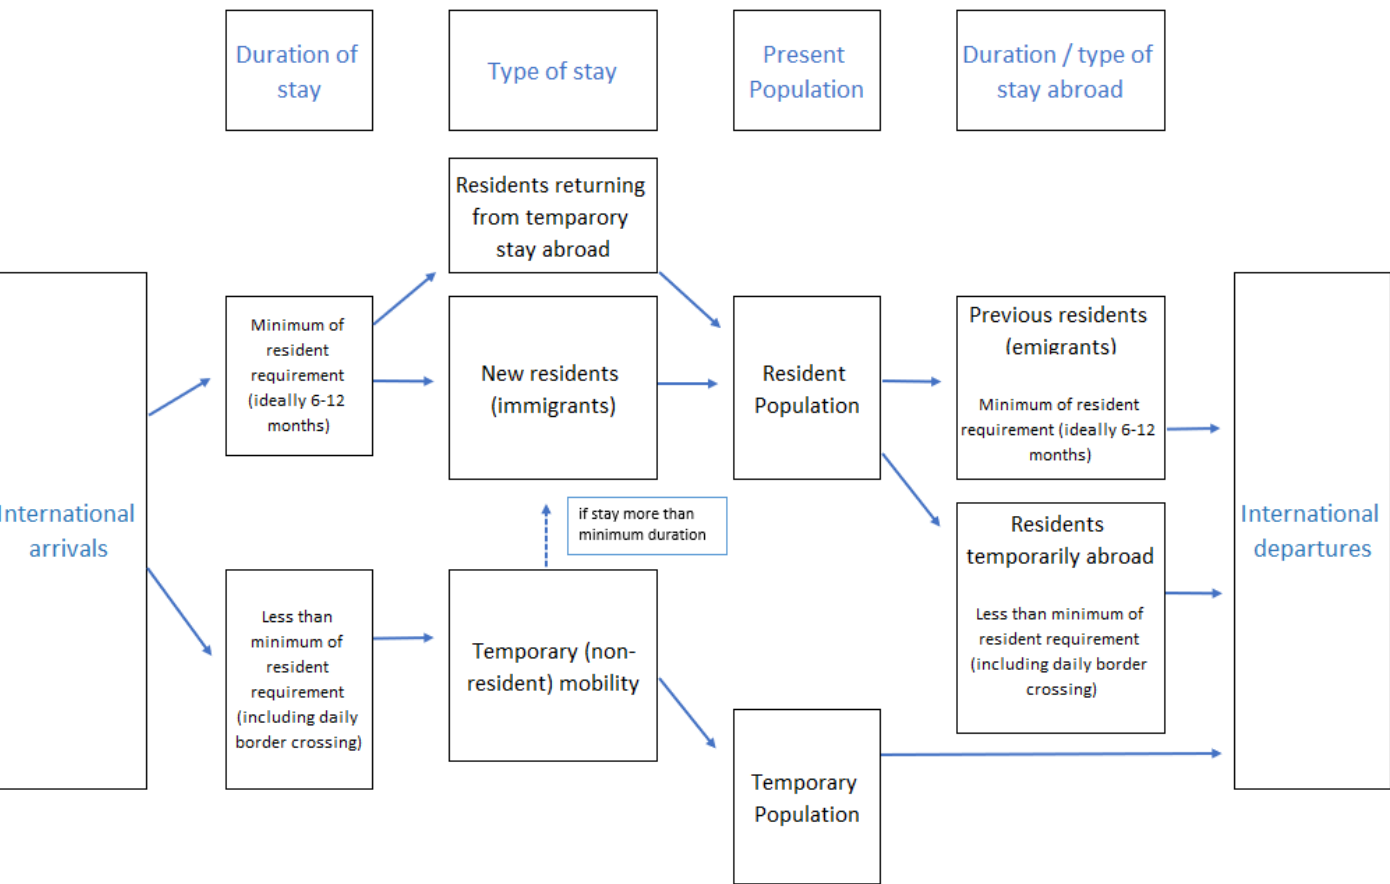 Duration of
stay
Type of stay
Present
Population
Duration / type of
stay abroad
Residents returning
from temparory
stay abroad
Minimum of
resident
requirement
(ideally 6-12
months)
New residents
(immigrants)
Resident
Population
Previous residents
(emigrants)
Minimum of resident
requirement (ideally 6-12
months)
International
arrivals
if stay more than
minimum duration
Residents
temporarily abroad
Less than minimum of
resident requirement
(including daily border
crossing)
International
departures
Less than
minimum of
resident
requirement
(including daily
border crossing)
Temporary (non-
resident) mobility
Temporary
Population